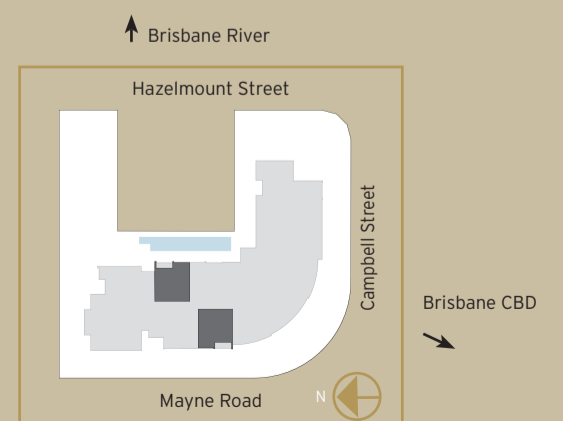 Brisbane River
Hazelmount Street
Campbell Street
Brisbane CBD
Mayne Road
N